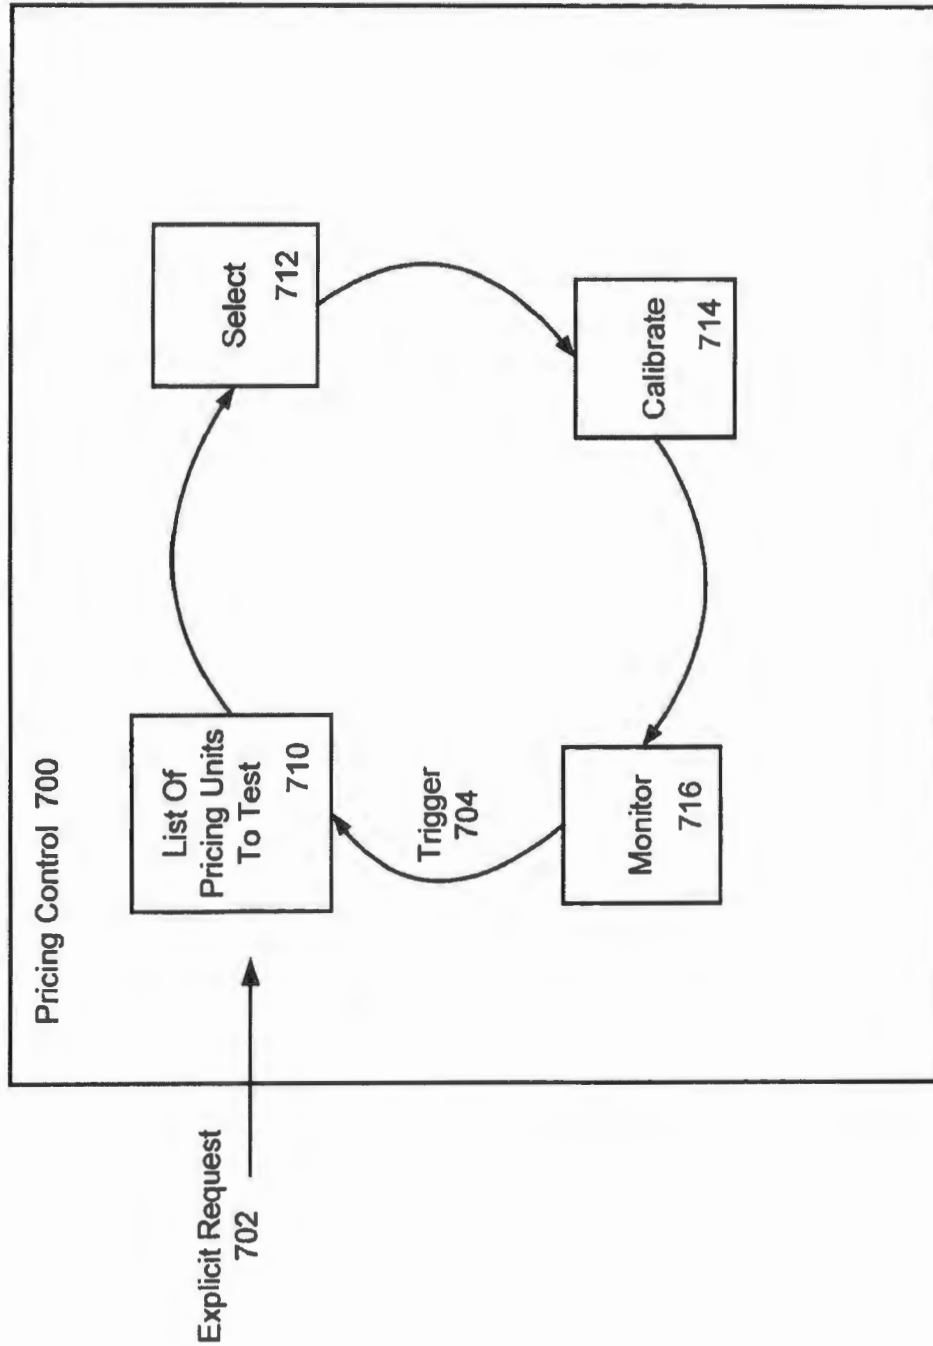 Pricing Control 700
Explicit Request
702
List Of
Pricing Units
To Test
710
Select
712
Trigger
704
Monitor
716
Calibrate
714